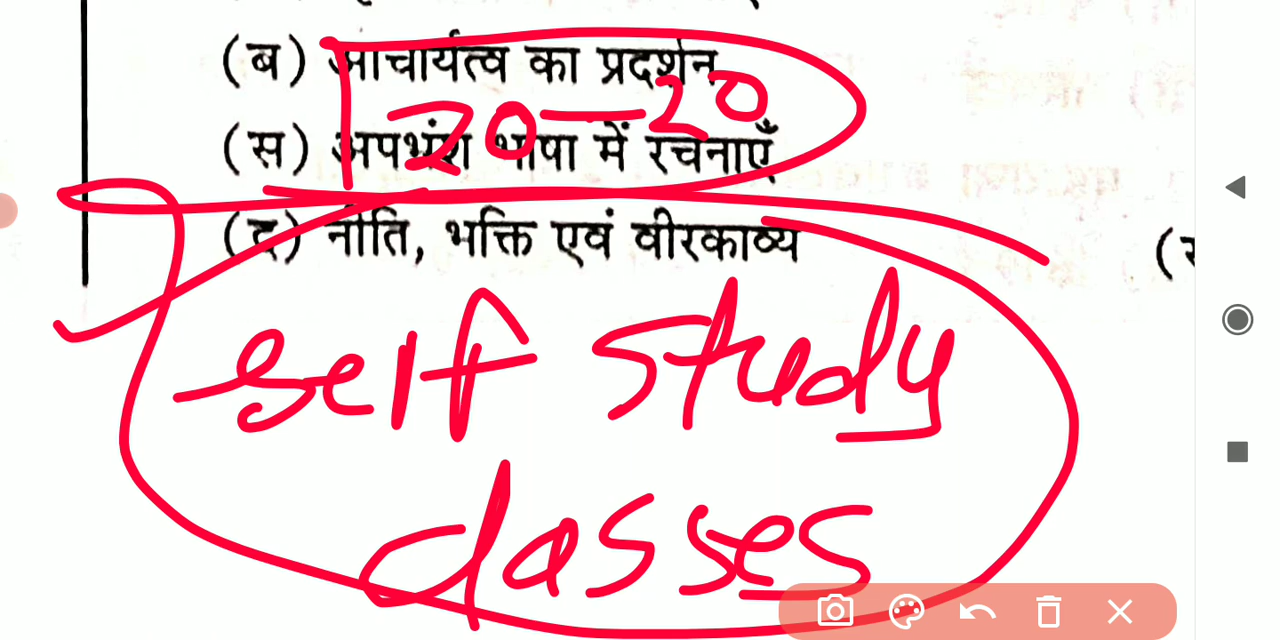 (ब) आचार्यत्व का प्रदर्शन
20-20
(स) अपभ्रंश भाषा में रचनाएँ
(द) नीति, भक्ति एवं वीरकाव्य
self study
classes